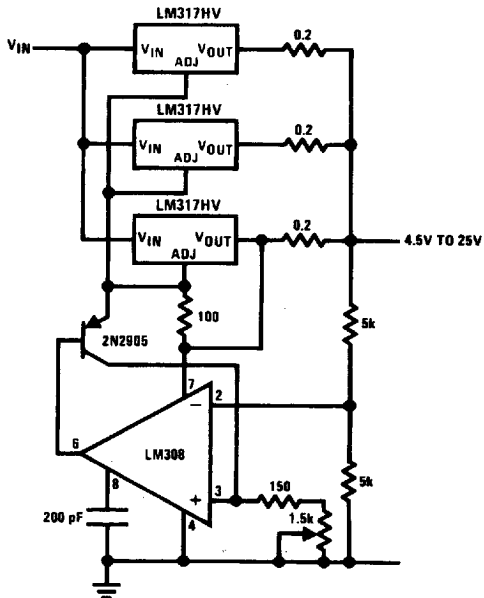 LM317HV
VIN
VIN
VOUT
ADJ
0.2
LM317HV
VIN
VOUT
ADJ
0.2
LM317HV
VIN
VOUT
ADJ
0.2
4.5V TO 25V
100
5k
2N2905
7
2
6
LM308
5k
8
3
150
4
1.5k
200 pF
−
+